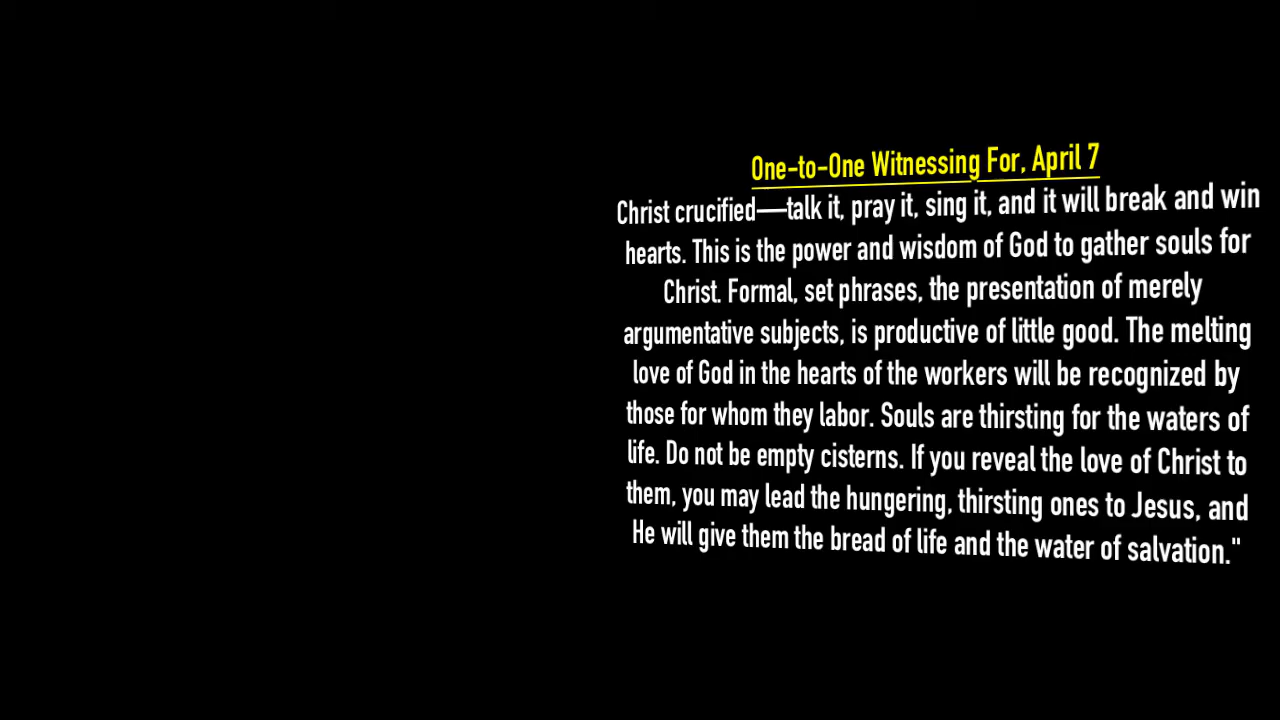 One-to-One Witnessing For, April 7
Christ crucified—talk it, pray it, sing it, and it will break and win
hearts. This is the power and wisdom of God to gather souls for
Christ. Formal, set phrases, the presentation of merely
argumentative subjects, is productive of little good. The melting
love of God in the hearts of the workers will be recognized by
those for whom they labor. Souls are thirsting for the waters of
life. Do not be empty cisterns. If you reveal the love of Christ to
them, you may lead the hungering, thirsting ones to Jesus, and
He will give them the bread of life and the water of salvation."